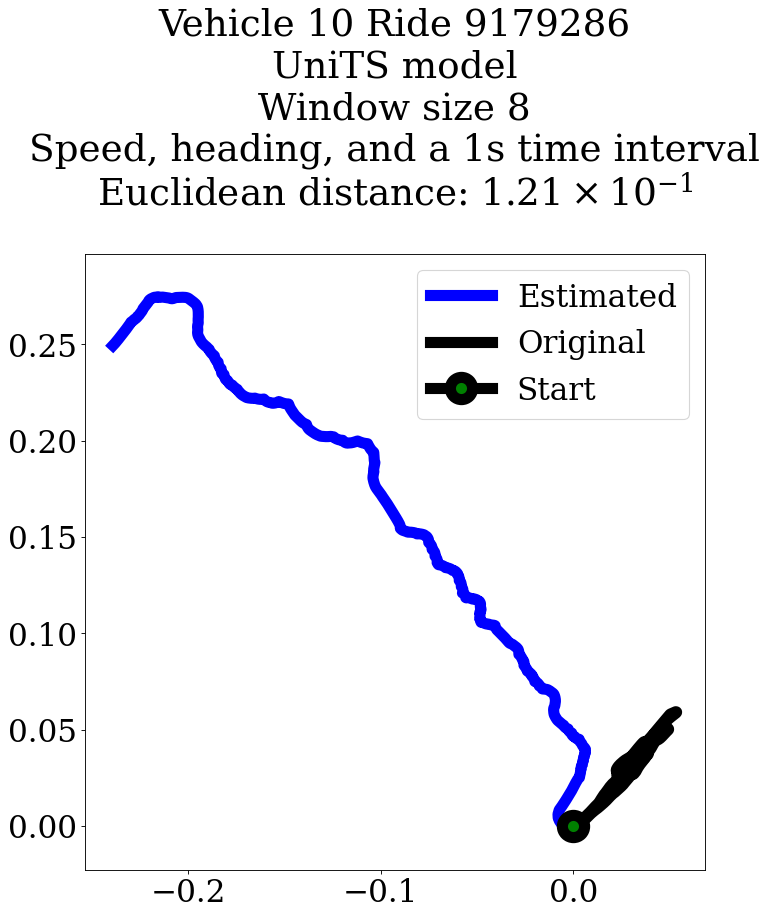 Vehicle 10 Ride 9179286
UniTS model
Window size 8
Speed, heading, and a 1s time interval
Euclidean distance: 1.21 × 10⁻¹
Estimated
Original
Start
0.25
0.20
0.15
0.10
0.05
0.00
−0.2
−0.1
0.0